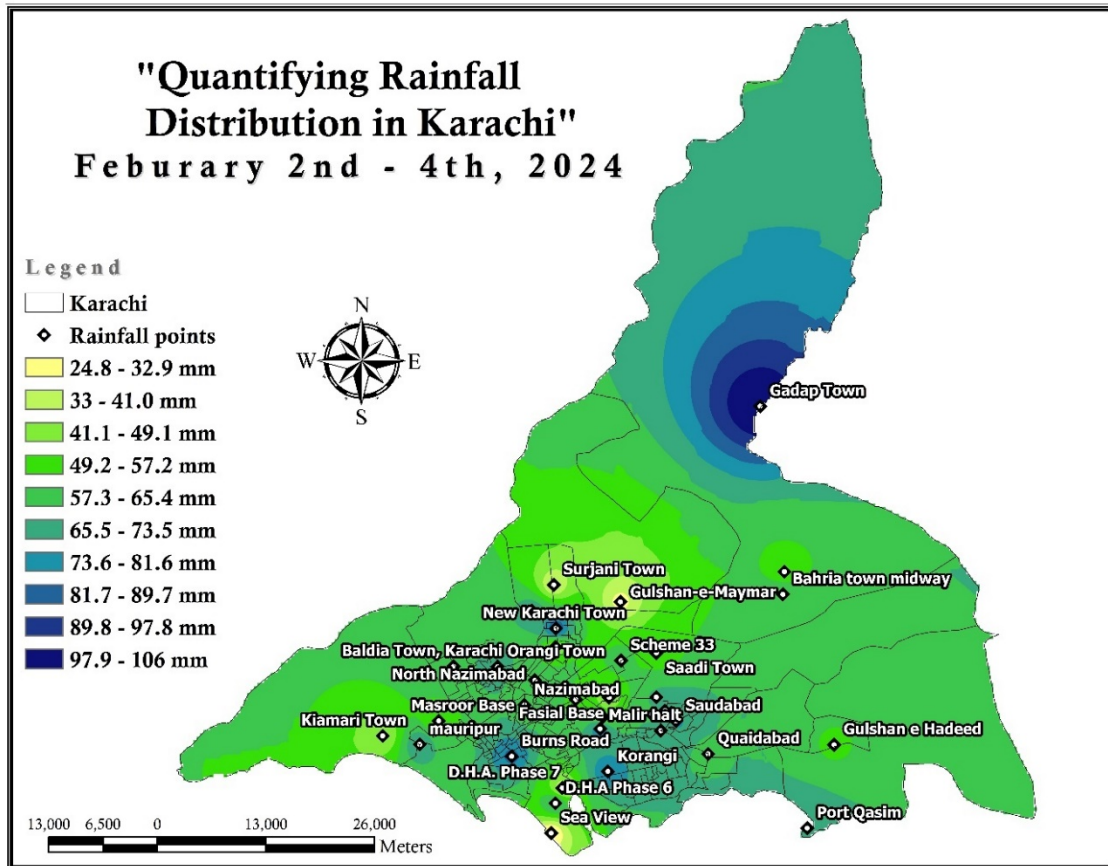 "Quantifying Rainfall
Distribution in Karachi"
Feburary 2nd - 4th, 2024
Legend
Karachi
Rainfall points
24.8 - 32.9 mm
33 - 41.0 mm
41.1 - 49.1 mm
49.2 - 57.2 mm
57.3 - 65.4 mm
65.5 - 73.5 mm
73.6 - 81.6 mm
81.7 - 89.7 mm
89.8 - 97.8 mm
97.9 - 106 mm
N
W E
S
Gadap Town
Surjani Town
Bahria town midway
Gulshan-e-Maymar
New Karachi Town
Baldia Town, Karachi Orangi Town
Scheme 33
North Nazimabad
Saadi Town
Nazimabad
Masroor Base
Fasial Base
Malir halt
Saudabad
Kiamari Town
mauripur
Burns Road
Quaidabad
Gulshan e Hadeed
D.H.A. Phase 7
Korangi
D.H.A Phase 6
Sea View
Port Qasim
13,000 6,500 0 13,000 26,000
Meters